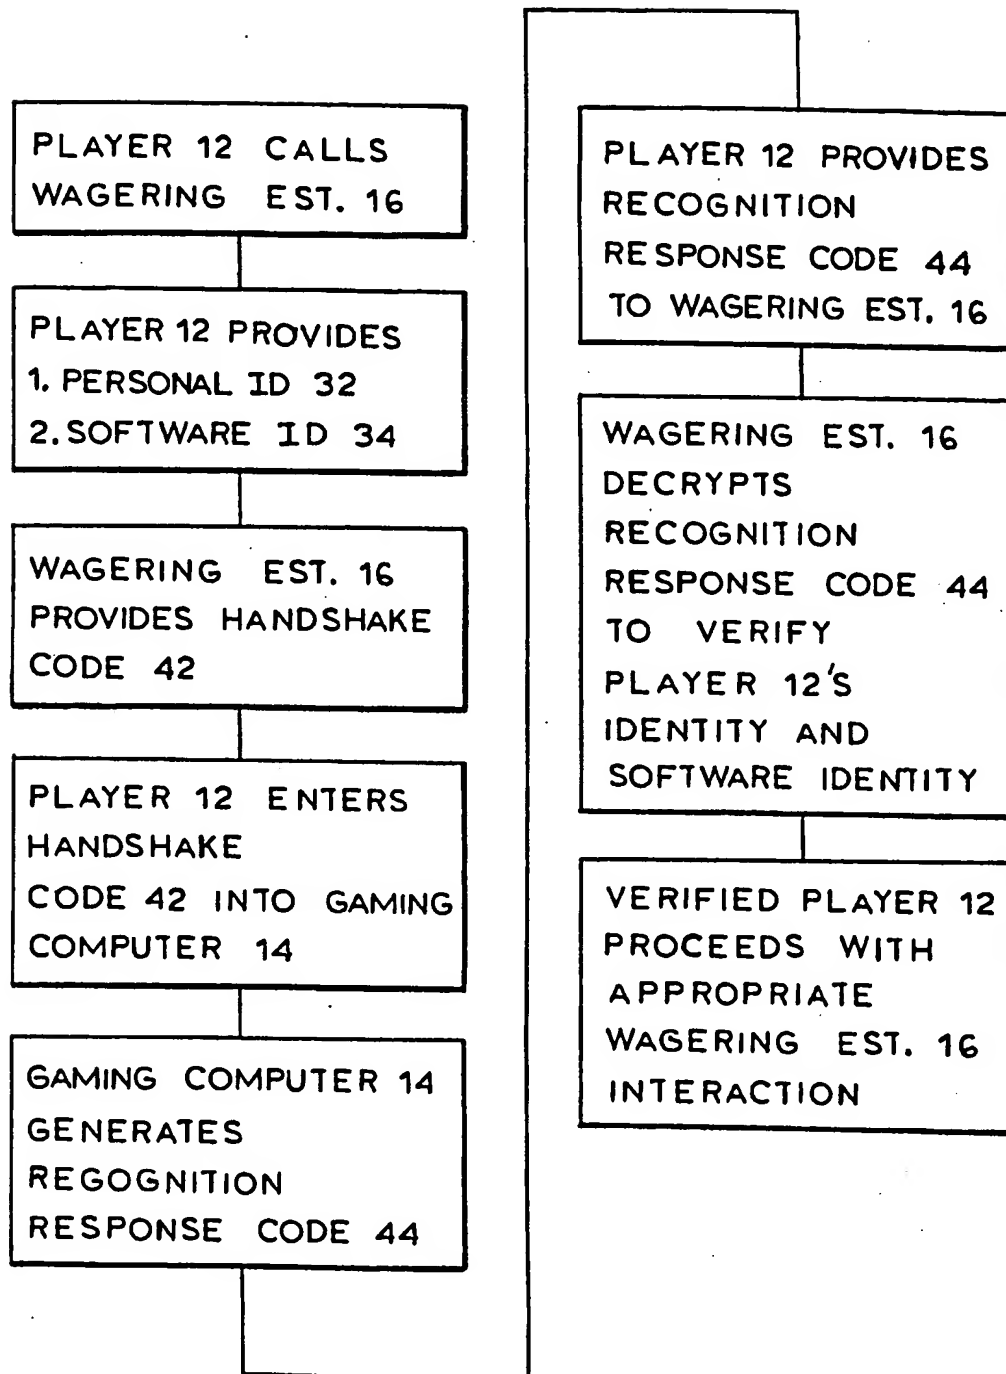 PLAYER 12 CALLS
WAGERING EST. 16
PLAYER 12 PROVIDES
1. PERSONAL ID 32
2. SOFTWARE ID 34
WAGERING EST. 16
PROVIDES HANDSHAKE
CODE 42
PLAYER 12 ENTERS
HANDSHAKE
CODE 42 INTO GAMING
COMPUTER 14
GAMING COMPUTER 14
GENERATES
REGOGNITION
RESPONSE CODE 44
PLAYER 12 PROVIDES
RECOGNITION
RESPONSE CODE 44
TO WAGERING EST. 16
WAGERING EST. 16
DECRYPTS
RECOGNITION
RESPONSE CODE 44
TO VERIFY
PLAYER 12'S
IDENTITY AND
SOFTWARE IDENTITY
VERIFIED PLAYER 12
PROCEEDS WITH
APPROPRIATE
WAGERING EST. 16
INTERACTION